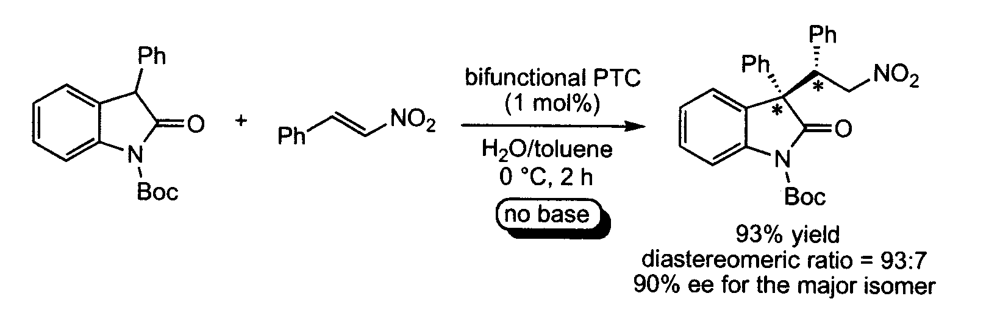 Ph
O
N
Boc
+
Ph
NO2
bifunctional PTC
(1 mol%)
H2O/toluene
0 °C, 2 h
no base
Ph
Ph
NO2
*
*
O
N
Boc
93% yield
diastereomeric ratio = 93:7
90% ee for the major isomer